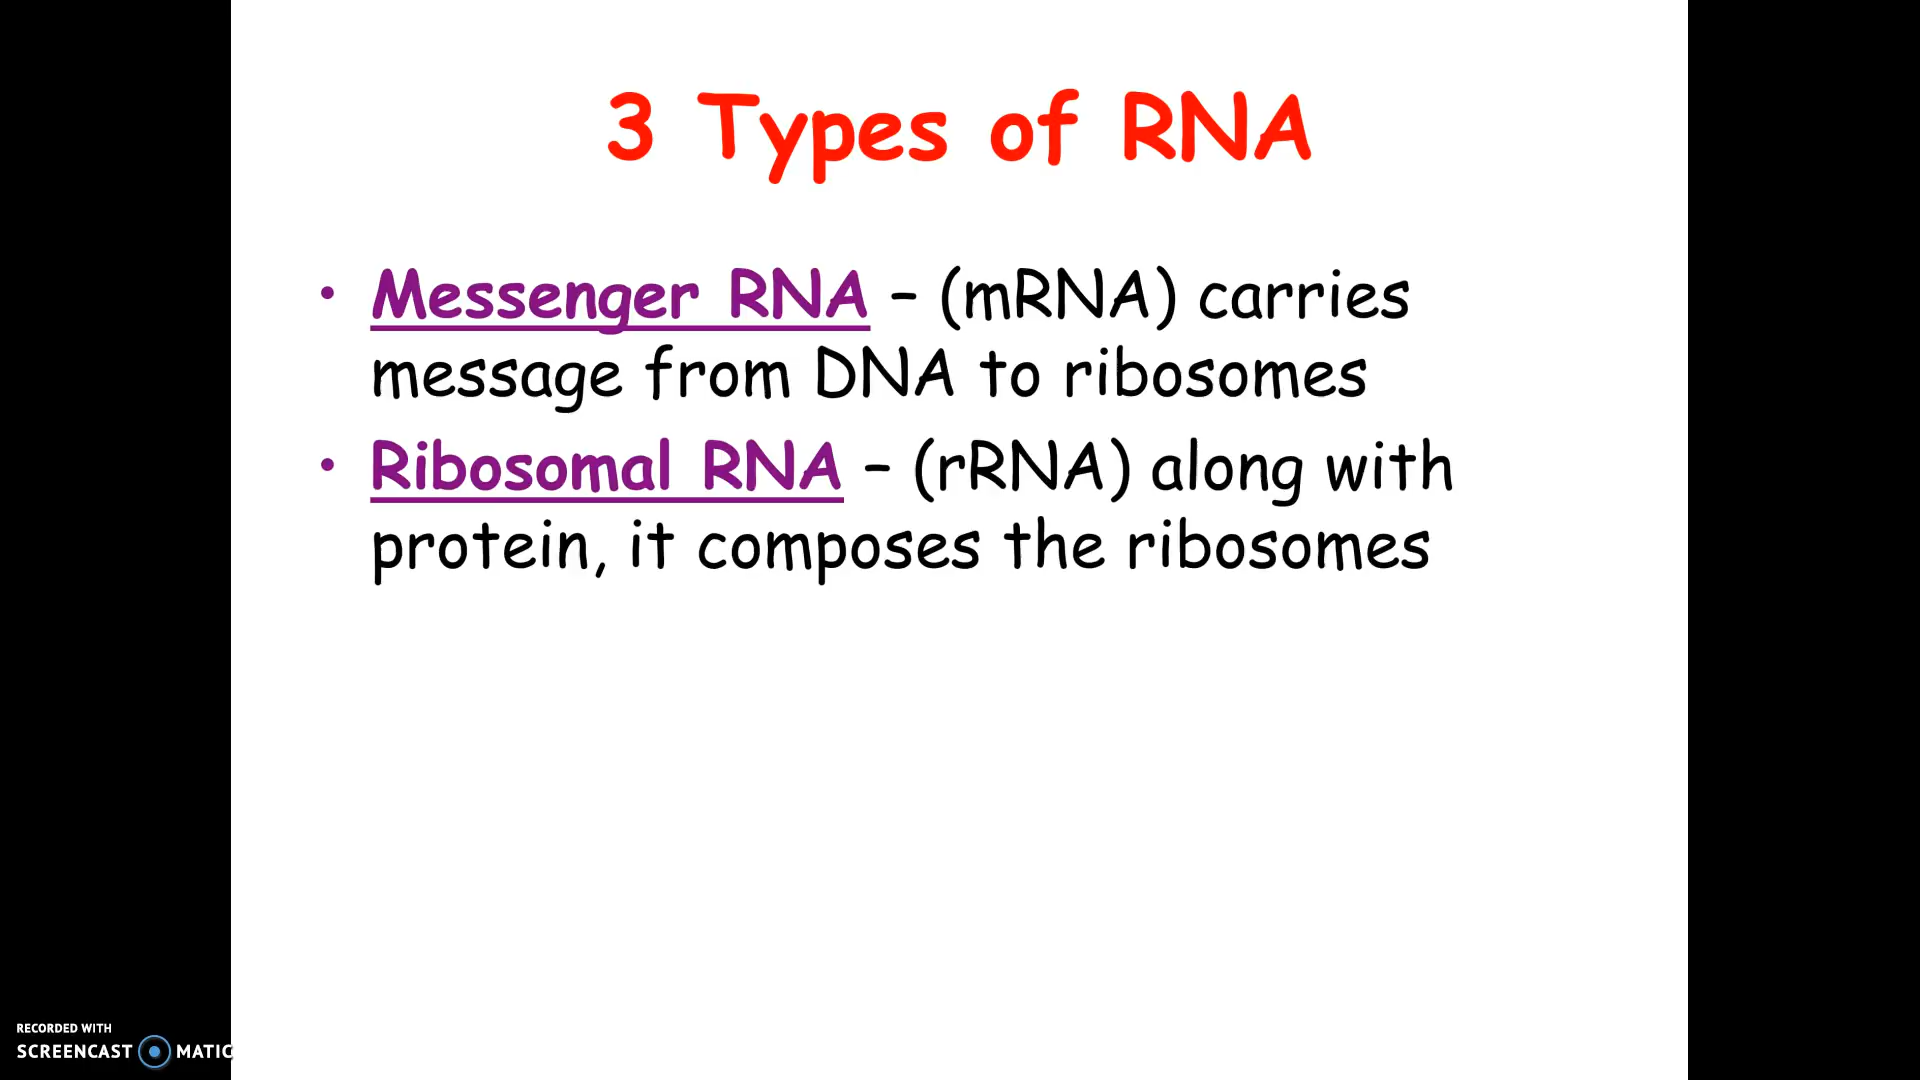 3 Types of RNA
• Messenger RNA – (mRNA) carries
message from DNA to ribosomes
• Ribosomal RNA – (rRNA) along with
protein, it composes the ribosomes
RECORDED WITH
SCREENCAST MATIC